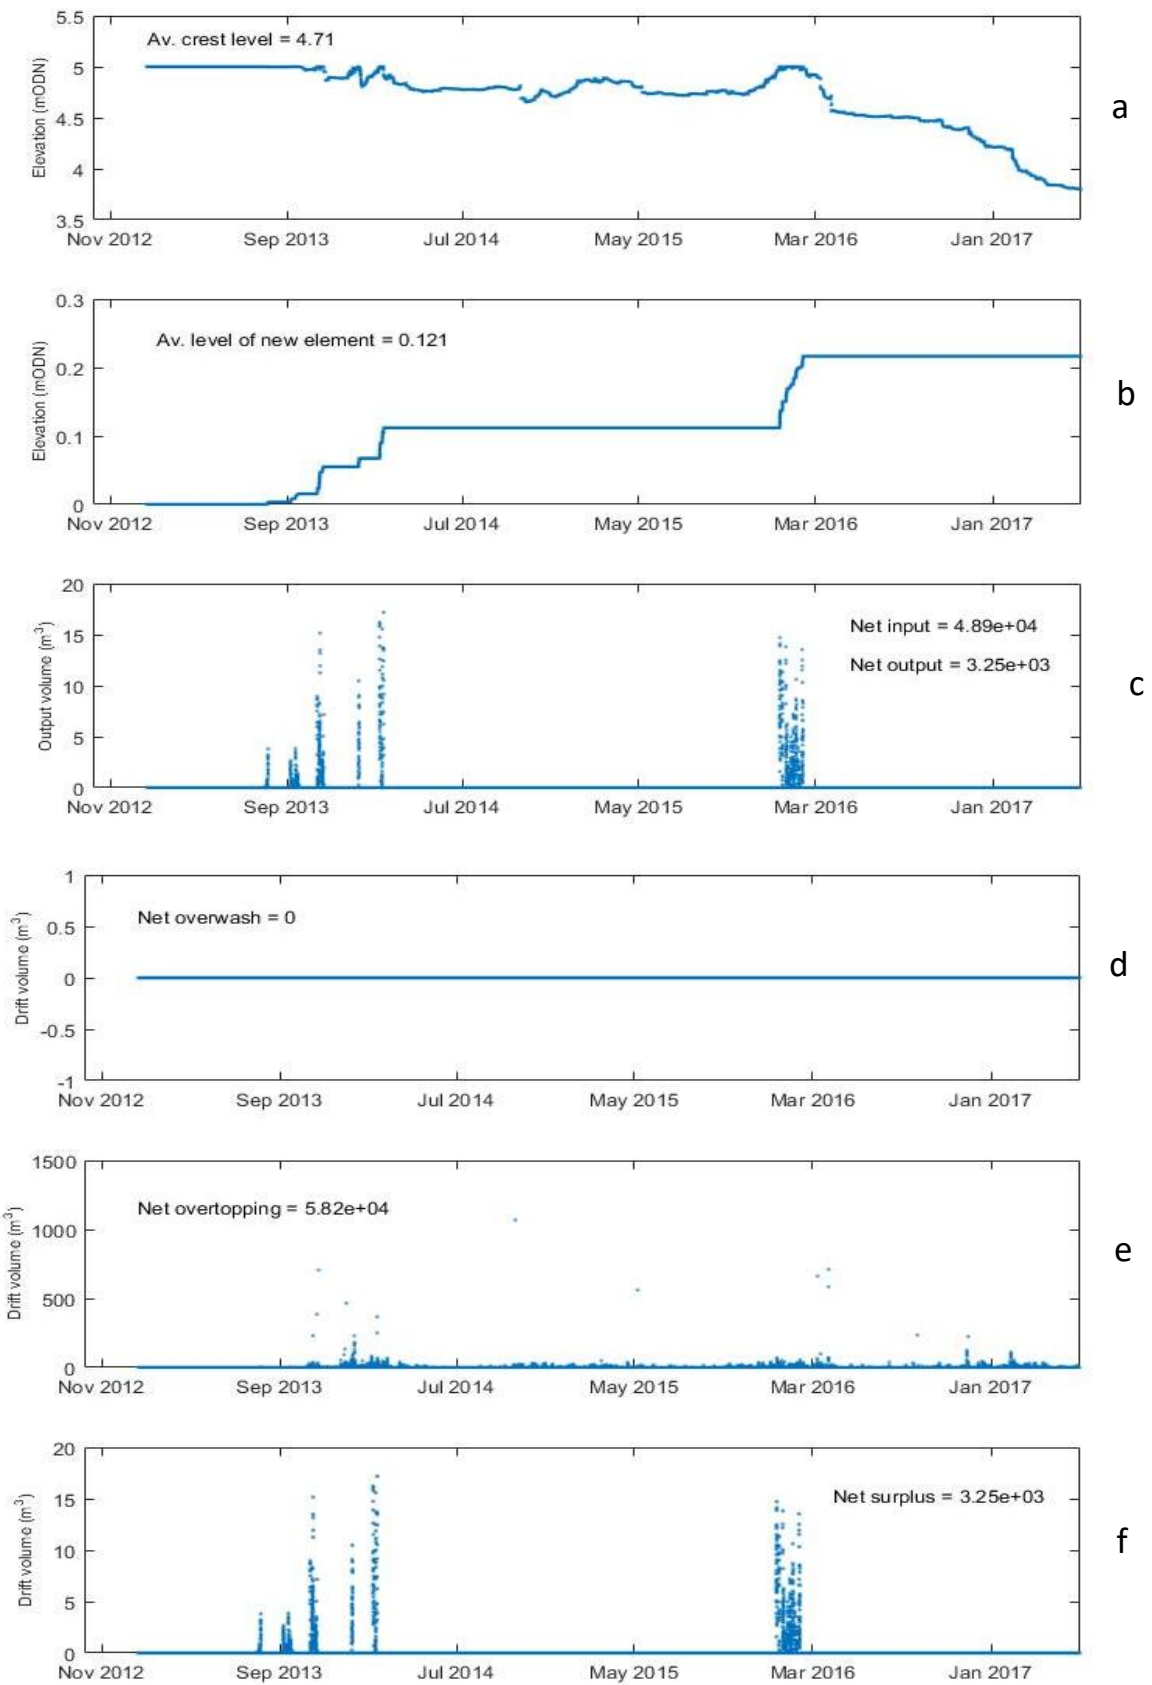 5.5
Av. crest level = 4.71
5
4.5
4
3.5
Elevation (mODN)
Nov 2012 Sep 2013 Jul 2014 May 2015 Mar 2016 Jan 2017
a
0.3
Av. level of new element = 0.121
0.2
0.1
0
Elevation (mODN)
Nov 2012 Sep 2013 Jul 2014 May 2015 Mar 2016 Jan 2017
b
20
Net input = 4.89e+04
15
Net output = 3.25e+03
10
5
0
Output volume (m³)
Nov 2012 Sep 2013 Jul 2014 May 2015 Mar 2016 Jan 2017
c
1
Net overwash = 0
0.5
0
-0.5
-1
Drift volume (m³)
Nov 2012 Sep 2013 Jul 2014 May 2015 Mar 2016 Jan 2017
d
1500
Net overtopping = 5.82e+04
1000
500
0
Drift volume (m³)
Nov 2012 Sep 2013 Jul 2014 May 2015 Mar 2016 Jan 2017
e
20
Net surplus = 3.25e+03
15
10
5
0
Drift volume (m³)
Nov 2012 Sep 2013 Jul 2014 May 2015 Mar 2016 Jan 2017
f